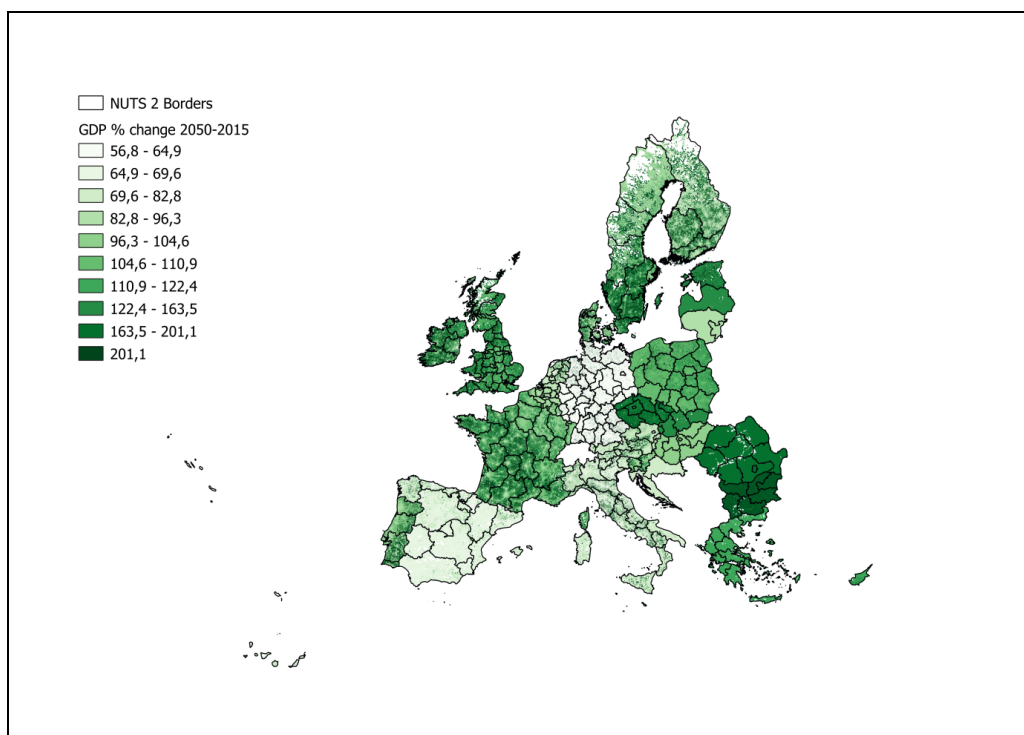 NUTS 2 Borders
GDP % change 2050-2015
56,8 - 64,9
64,9 - 69,6
69,6 - 82,8
82,8 - 96,3
96,3 - 104,6
104,6 - 110,9
110,9 - 122,4
122,4 - 163,5
163,5 - 201,1
201,1